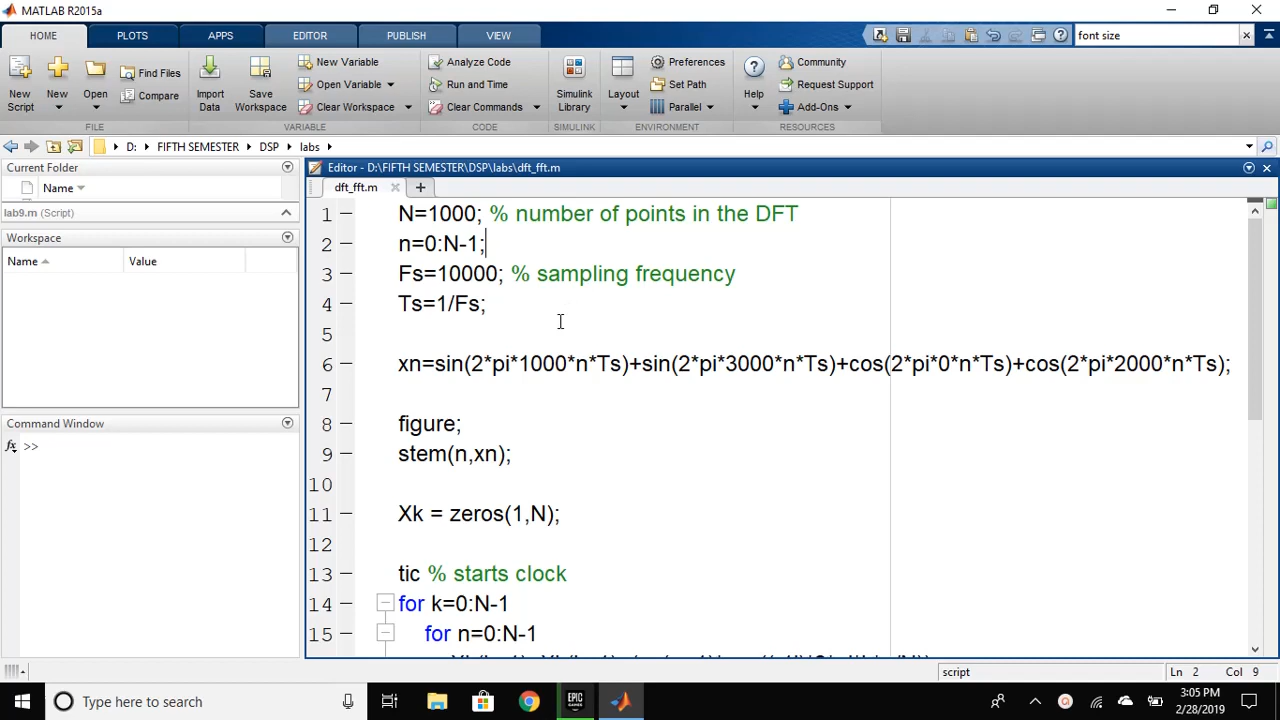 MATLAB R2015a
HOME PLOTS APPS EDITOR PUBLISH VIEW font size
New Script
New
Open
Find Files
Compare
FILE
Import Data
Save Workspace
New Variable
Open Variable
Clear Workspace
VARIABLE
Analyze Code
Run and Time
Clear Commands
CODE
Simulink Library
SIMULINK
Layout
Preferences
Set Path
Parallel
ENVIRONMENT
Help
Community
Request Support
Add-Ons
RESOURCES
D: FIFTH SEMESTER DSP labs
Current Folder
Name
lab9.m (Script)
Workspace
Name Value
Command Window
fx >>
Editor - D:\FIFTH SEMESTER\DSP\labs\dft_fft.m
dft_fft.m
1 N=1000; % number of points in the DFT
2 n=0:N-1;
3 Fs=10000; % sampling frequency
4 Ts=1/Fs;
5
6 xn=sin(2*pi*1000*n*Ts)+sin(2*pi*3000*n*Ts)+cos(2*pi*0*n*Ts)+cos(2*pi*2000*n*Ts);
7
8 figure;
9 stem(n,xn);
10
11 Xk = zeros(1,N);
12
13 tic % starts clock
14 for k=0:N-1
15 for n=0:N-1
script Ln 2 Col 9
Type here to search
EPIC GAMES
3:05 PM
2/28/2019